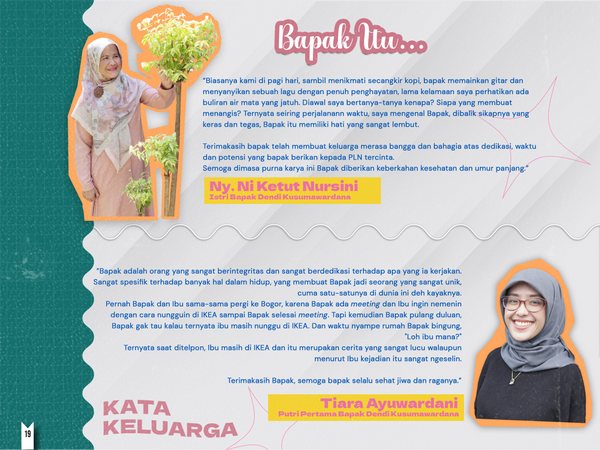 Bapak Itu...
"Biasanya kami di pagi hari, sambil menikmati secangkir kopi, bapak memainkan gitar dan
menyanyikan sebuah lagu dengan penuh penghayatan, lama kelamaan saya perhatikan ada
buliran air mata yang jatuh. Diawal saya bertanya-tanya kenapa? Siapa yang membuat
menangis? Ternyata seiring perjalanann waktu, saya mengenal Bapak, dibalik sikapnya yang
keras dan tegas, Bapak itu memiliki hati yang sangat lembut.
Terimakasih bapak telah membuat keluarga merasa bangga dan bahagia atas dedikasi, waktu
dan potensi yang bapak berikan kepada PLN tercinta.
Semoga dimasa purna karya ini Bapak diberikan keberkahan kesehatan dan umur panjang."
Ny. Ni Ketut Nursini
Istri Bapak Dendi Kusumawardana
"Bapak adalah orang yang sangat berintegritas dan sangat berdedikasi terhadap apa yang ia kerjakan.
Sangat spesifik terhadap banyak hal dalam hidup, yang membuat Bapak jadi seorang yang sangat unik,
cuma satu-satunya di dunia ini deh kayaknya.
Pernah Bapak dan Ibu sama-sama pergi ke Bogor, karena Bapak ada meeting dan Ibu ingin nemenin
dengan cara nungguin di IKEA sampai Bapak selesai meeting. Tapi kemudian Bapak pulang duluan,
Bapak gak tau kalau ternyata ibu masih nunggu di IKEA. Dan waktu nyampe rumah Bapak bingung,
"Loh ibu mana?"
Ternyata saat ditelpon, Ibu masih di IKEA dan itu merupakan cerita yang sangat lucu walaupun
menurut Ibu kejadian itu sangat ngeselin.
Terimakasih Bapak, semoga bapak selalu sehat jiwa dan raganya."
Tiara Ayuwardani
Putri Pertama Bapak Dendi Kusumawardana
KATA
KELUARGA
19